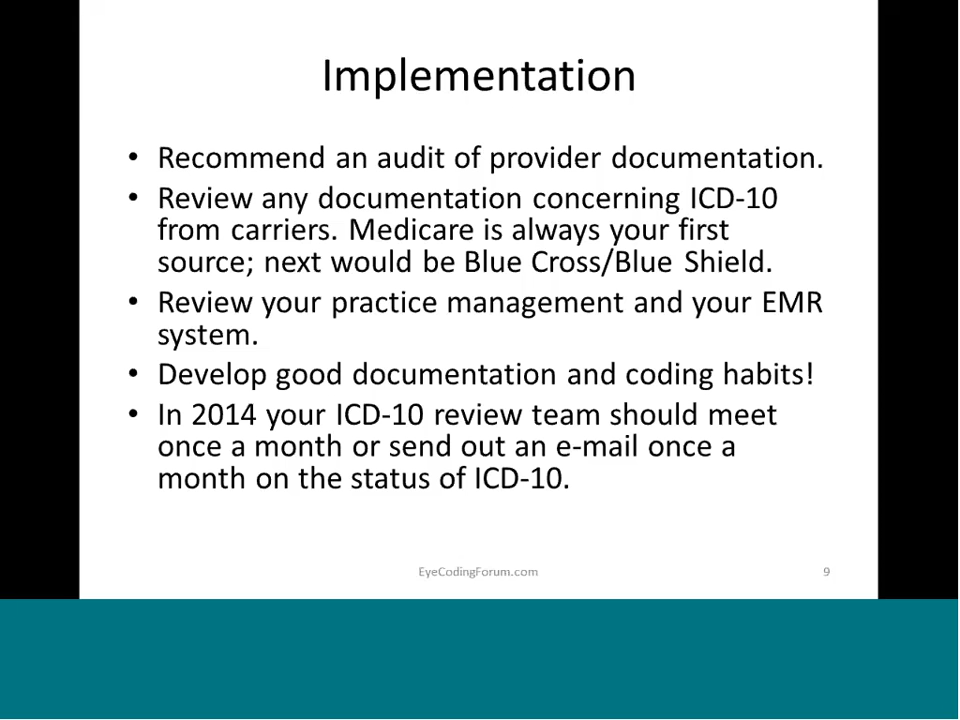 Implementation
• Recommend an audit of provider documentation.
• Review any documentation concerning ICD-10
from carriers. Medicare is always your first
source; next would be Blue Cross/Blue Shield.
• Review your practice management and your EMR
system.
• Develop good documentation and coding habits!
• In 2014 your ICD-10 review team should meet
once a month or send out an e-mail once a
month on the status of ICD-10.
EyeCodingForum.com
9